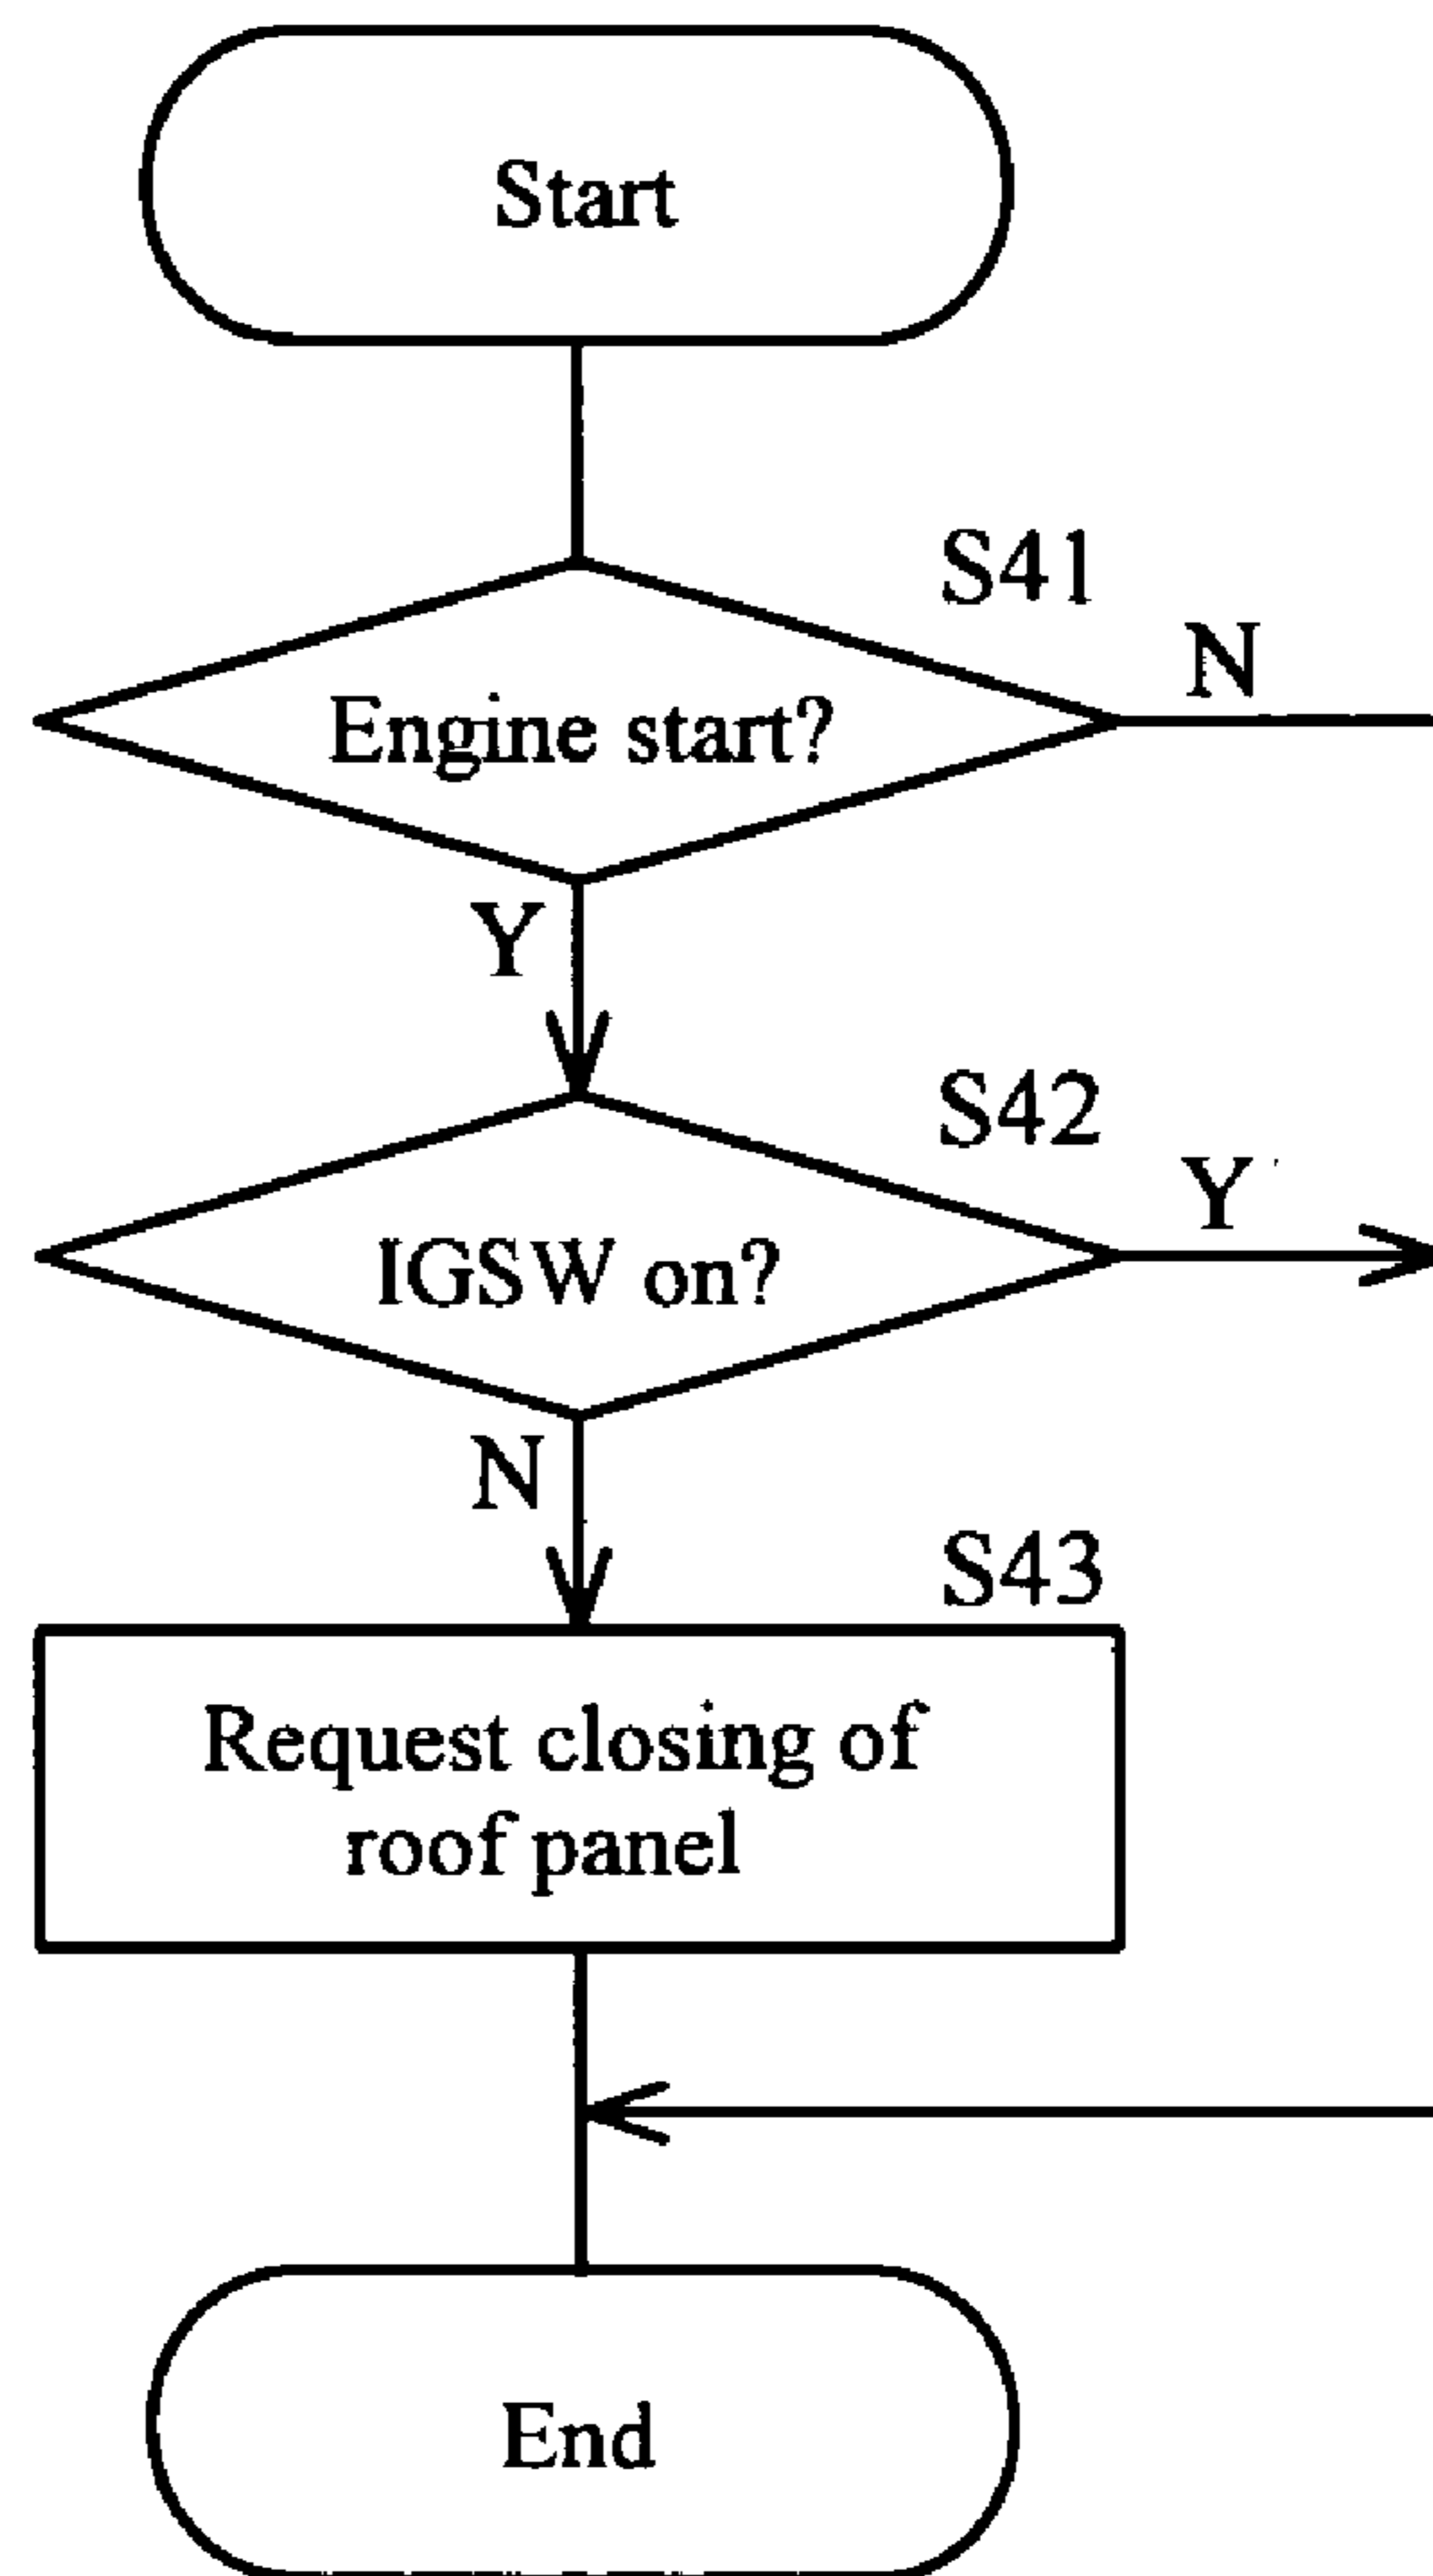 Start
S41
N
Engine start?
Y
S42
Y
IGSW on?
N
S43
Request closing of
roof panel
End